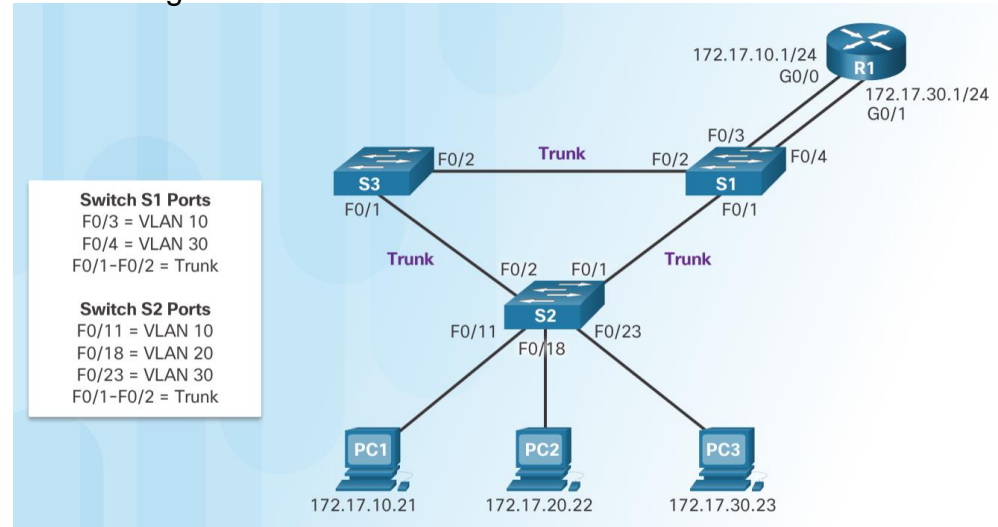 172.17.10.1/24
G0/0
R1
172.17.30.1/24
G0/1
F0/3
F0/2
Trunk
F0/2
F0/4
S3
S1
F0/1
F0/1
Switch S1 Ports
F0/3 = VLAN 10
F0/4 = VLAN 30
F0/1-F0/2 = Trunk
Switch S2 Ports
F0/11 = VLAN 10
F0/18 = VLAN 20
F0/23 = VLAN 30
F0/1-F0/2 = Trunk
Trunk
Trunk
F0/2
F0/1
S2
F0/11
F0/23
F0/18
PC1
PC2
PC3
172.17.10.21
172.17.20.22
172.17.30.23